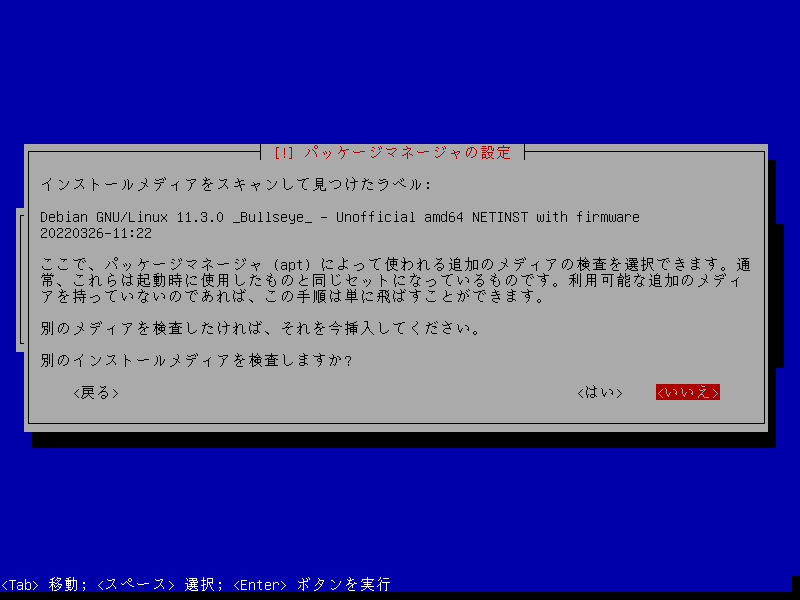 [!] パッケージマネージャの設定
インストールメディアをスキャンして見つけたラベル:
Debian GNU/Linux 11.3.0 _Bullseye_ - Unofficial amd64 NETINST with firmware
20220326-11:22
ここで、パッケージマネージャ (apt) によって使われる追加のメディアの検査を選択できます。通
常、これらは起動時に使用したものと同じセットになっているものです。利用可能な追加のメディ
アを持っていないのであれば、この手順は単に飛ばすことができます。
別のメディアを検査したければ、それを今挿入してください。
別のインストールメディアを検査しますか?
<戻る> <はい> <いいえ>
<Tab> 移動; <スペース> 選択; <Enter> ボタンを実行